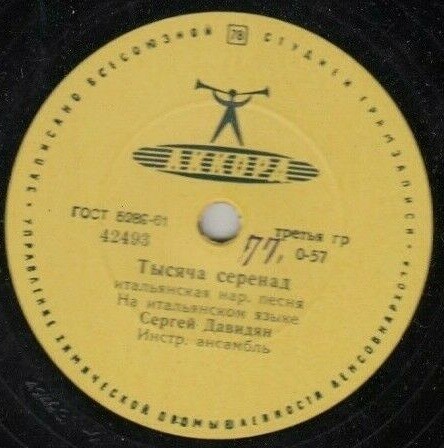 ЗАПИСАНО ВСЕСОЮЗНОЙ 78 СТУДИЕЙ ГРАМЗАПИСИ
АККОРД
ГОСТ 5289-61
третья гр
42493
77,
0-57
Тысяча серенад
итальянская нар. песня
На итальянском языке
Сергей Давидян
Инстр. ансамбль
УПРАВЛЕНИЕ ХИМИЧЕСКОЙ ПРОМЫШЛЕННОСТИ ЛЕНСОВНАРХОЗА